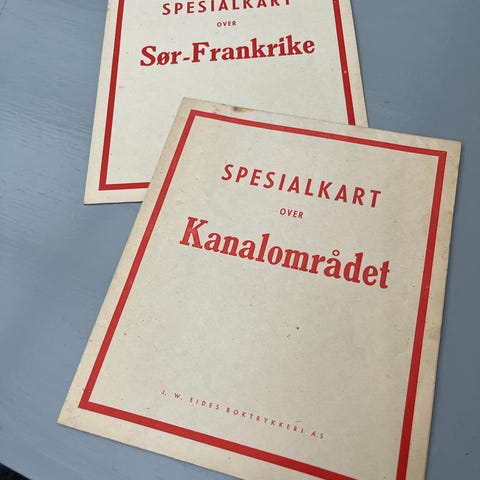 SPESIALKART
OVER
Sør-Frankrike
SPESIALKART
OVER
Kanalområdet
J. W. EIDES BOKTRYKKERI A.S